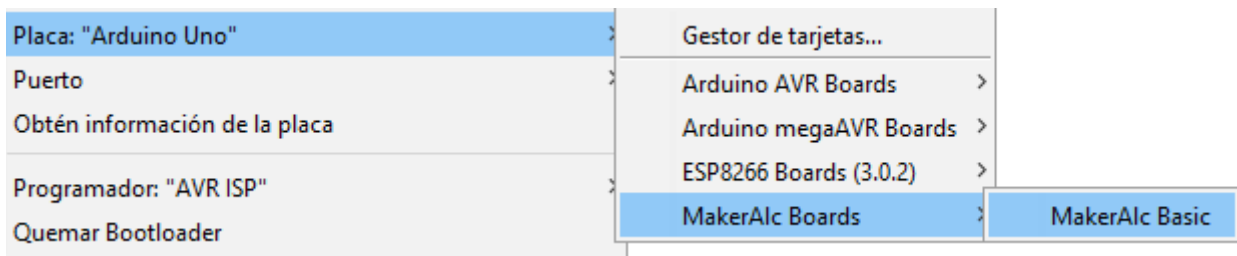 Placa: "Arduino Uno"
Puerto
Obtén información de la placa
Programador: "AVR ISP"
Quemar Bootloader
Gestor de tarjetas...
Arduino AVR Boards
Arduino megaAVR Boards
ESP8266 Boards (3.0.2)
MakerAlc Boards
MakerAlc Basic